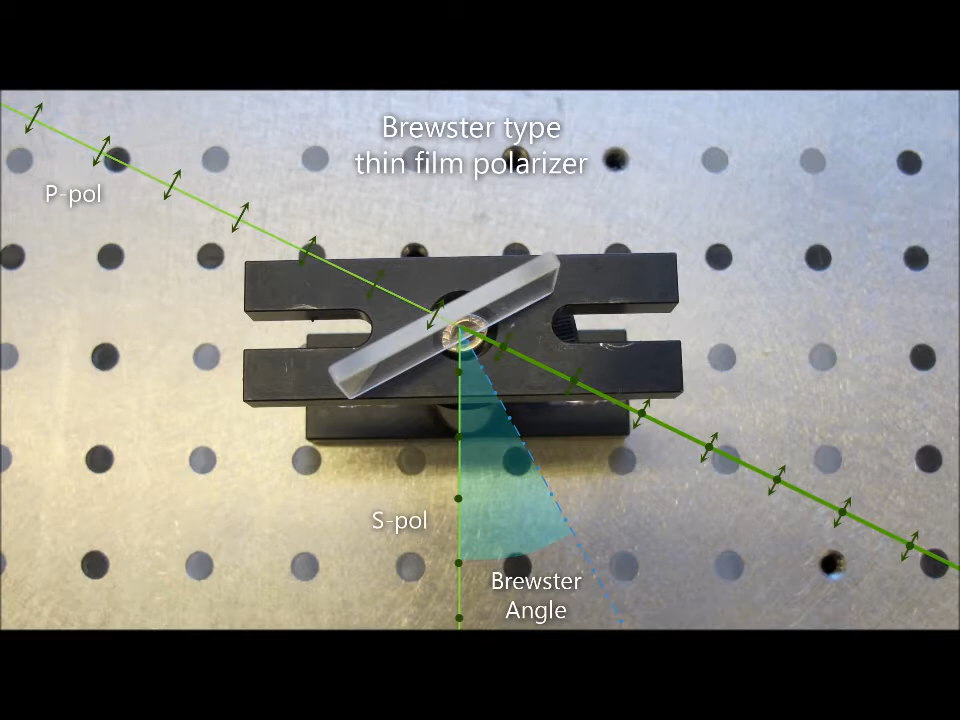 Brewster type
thin film polarizer
P-pol
S-pol
Brewster
Angle